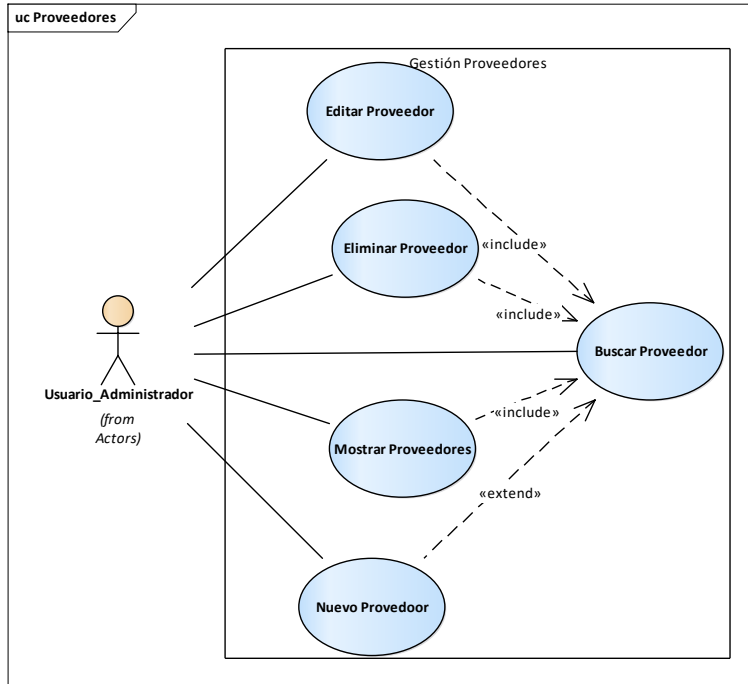 uc Proveedores
Gestión Proveedores
Editar Proveedor
Eliminar Proveedor
«include»
«include»
Buscar Proveedor
Usuario_Administrador
(from
Actors)
«include»
Mostrar Proveedores
«extend»
Nuevo Provedoor